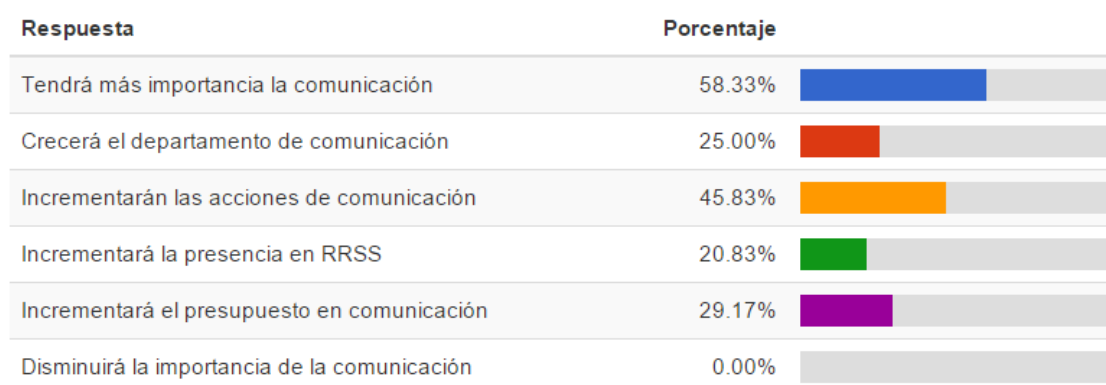 Respuesta Porcentaje
Tendrá más importancia la comunicación 58.33%
Crecerá el departamento de comunicación 25.00%
Incrementarán las acciones de comunicación 45.83%
Incrementará la presencia en RRSS 20.83%
Incrementará el presupuesto en comunicación 29.17%
Disminuirá la importancia de la comunicación 0.00%